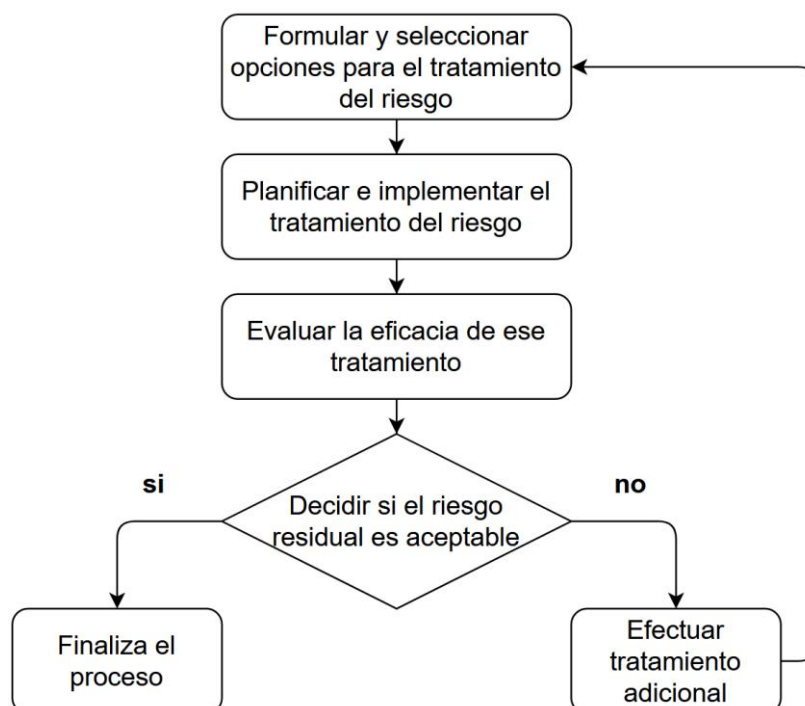 Formular y seleccionar
opciones para el tratamiento
del riesgo
Planificar e implementar el
tratamiento del riesgo
Evaluar la eficacia de ese
tratamiento
si
no
Decidir si el riesgo
residual es aceptable
Finaliza el
proceso
Efectuar
tratamiento
adicional